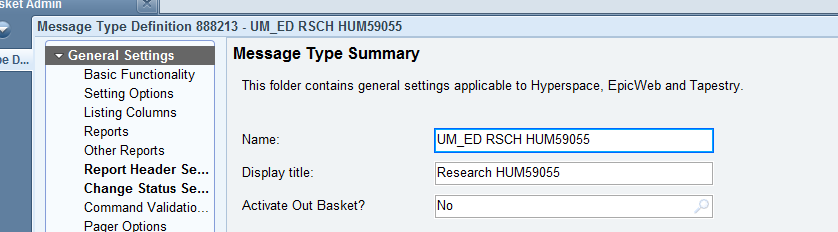 sket Admin
Message Type Definition 888213 - UM_ED RSCH HUM59055
pe D...
General Settings
Basic Functionality
Setting Options
Listing Columns
Reports
Other Reports
Report Header Se...
Change Status Se...
Command Validatio...
Pager Options
Message Type Summary
This folder contains general settings applicable to Hyperspace, EpicWeb and Tapestry.
Name: UM_ED RSCH HUM59055
Display title: Research HUM59055
Activate Out Basket? No